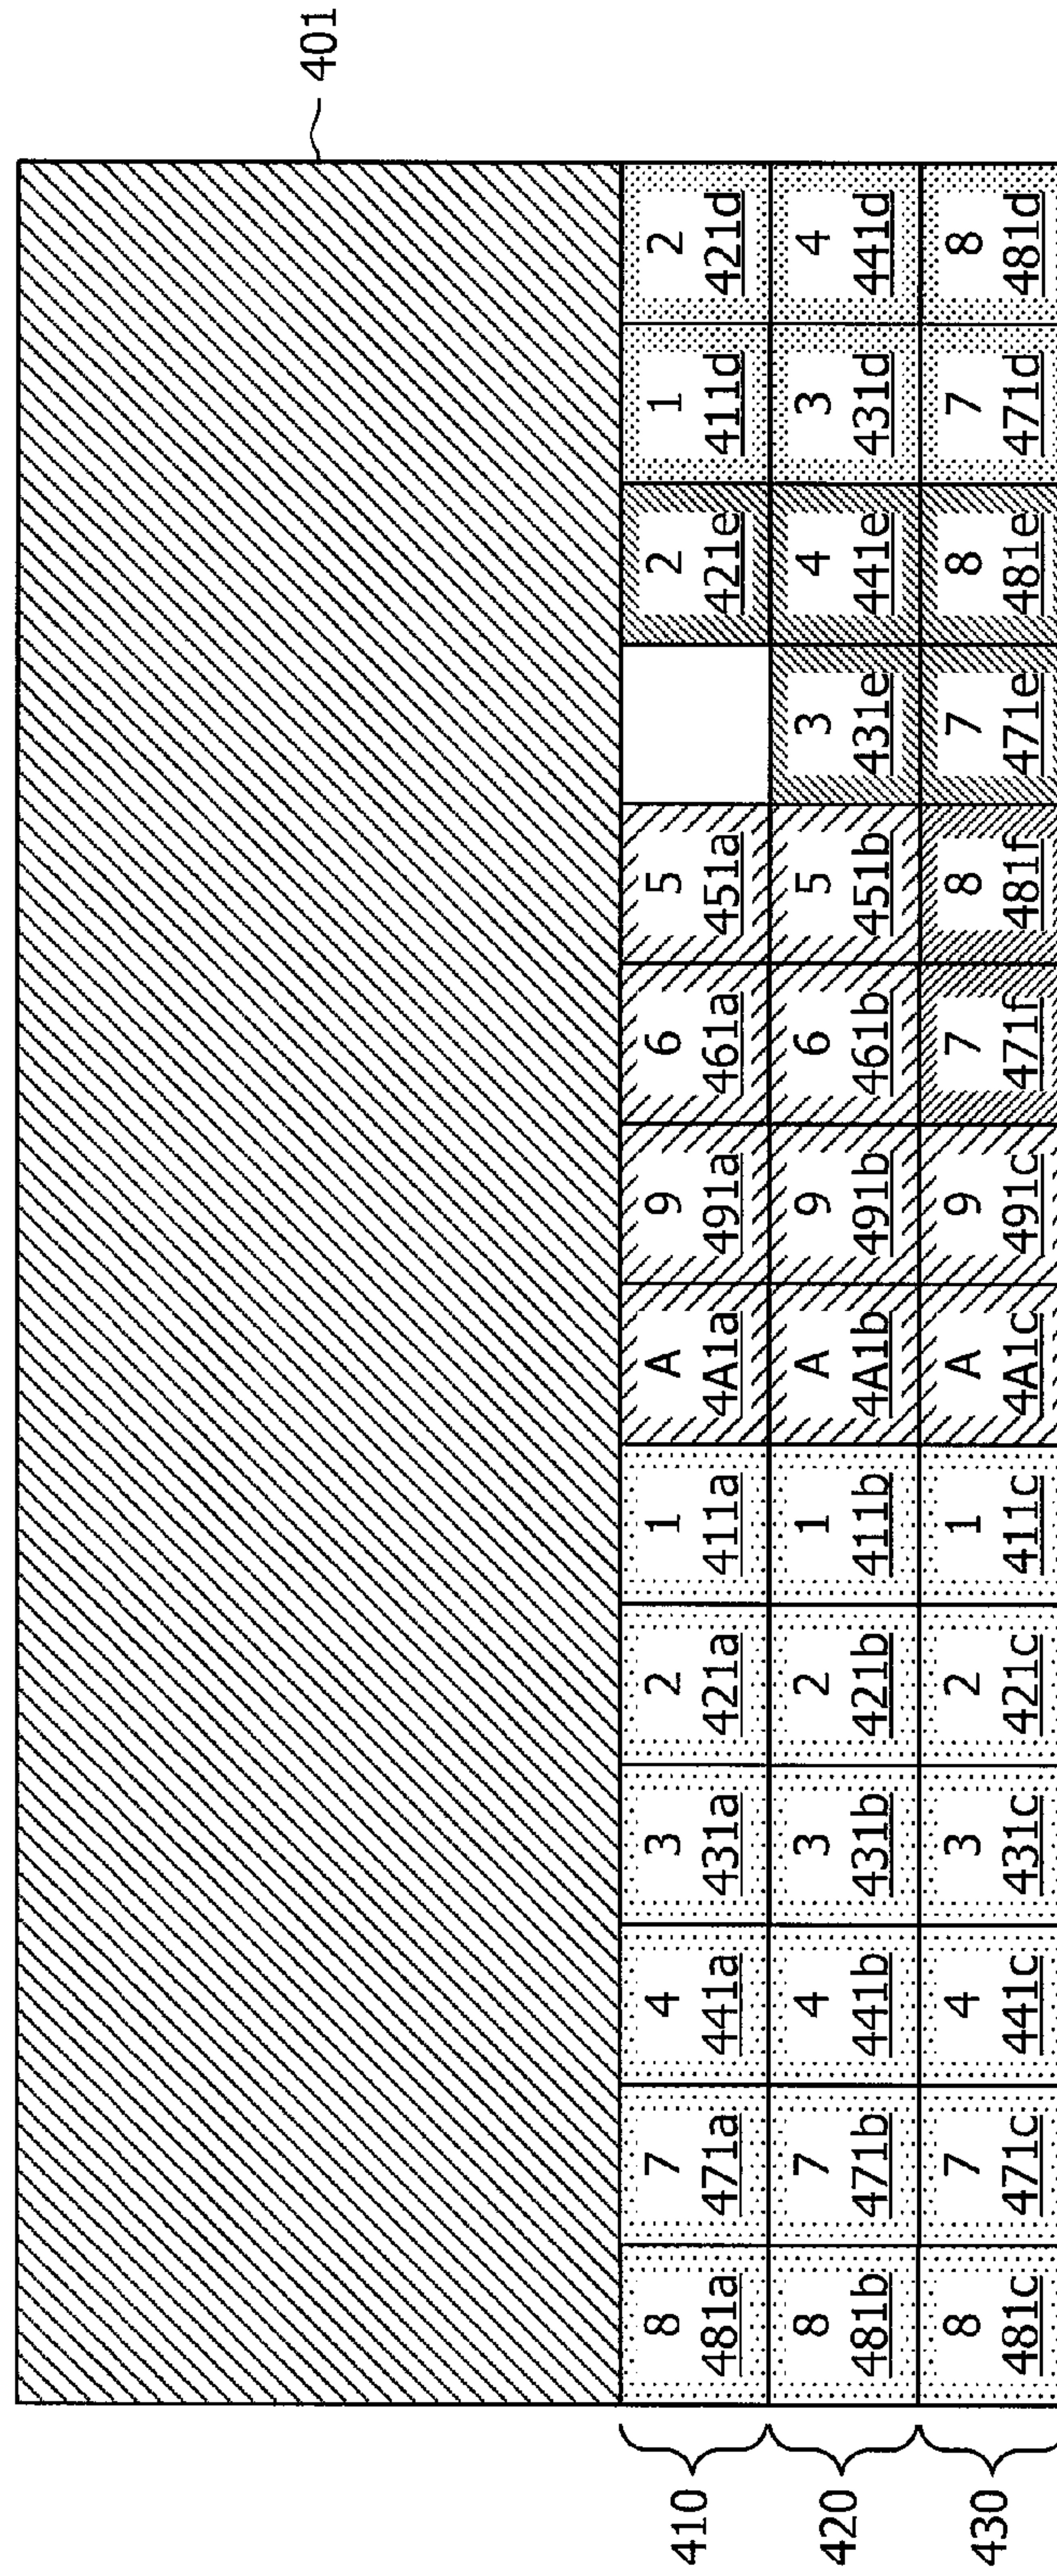 401
8 7 4 3 2 1 A 9 6 5 2 1 2
410 481a 471a 441a 431a 421a 411a 4A1a 491a 461a 451a 421e 411d 421d
8 7 4 3 2 1 A 9 6 5 3 4 3 4
420 481b 471b 441b 431b 421b 411b 4A1b 491b 461b 451b 431e 441e 431d 441d
8 7 4 3 2 1 A 9 7 8 7 8 7 8
430 481c 471c 441c 431c 421c 411c 4A1c 491c 471f 481f 471e 481e 471d 481d